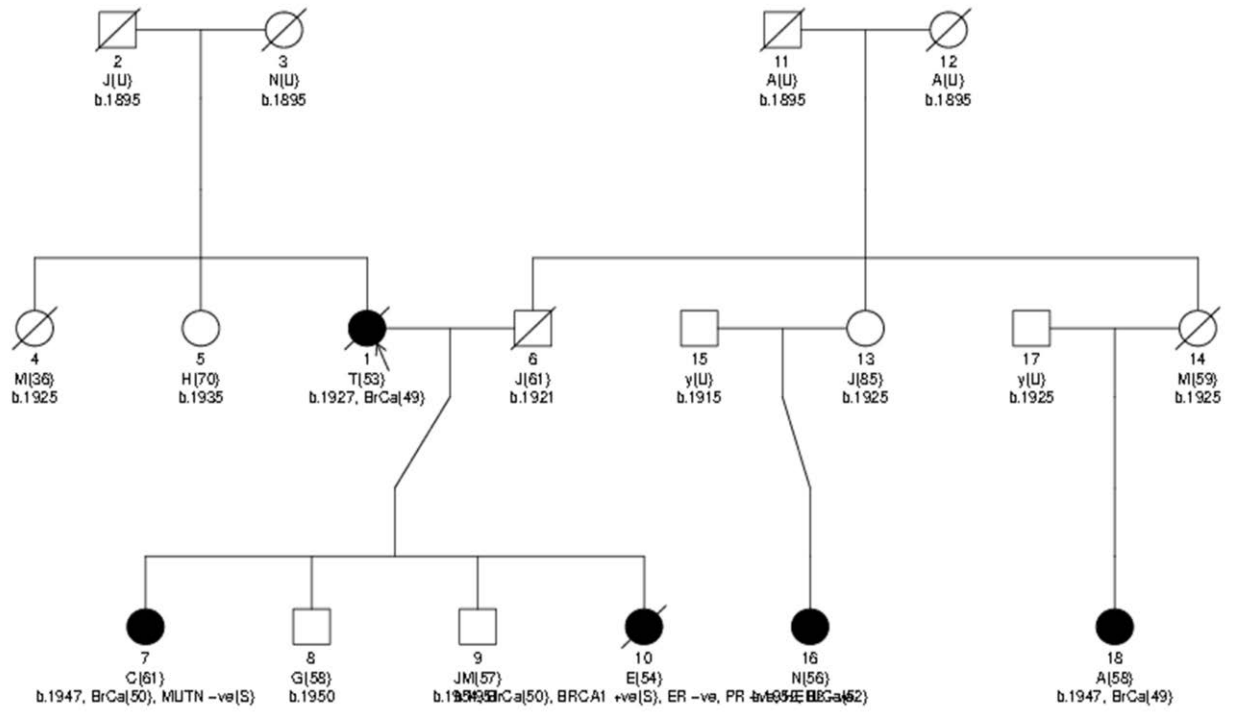 2
J(U)
b.1895
3
N(U)
b.1895
11
A(U)
b.1895
12
A(U)
b.1895
4
M(36)
b.1925
5
H(70)
b.1935
1
T(53)
b.1927, BrCa(49)
6
J(61)
b.1921
15
y(U)
b.1915
13
J(85)
b.1925
17
y(U)
b.1925
14
M(59)
b.1925
7
C(61)
b.1947, BrCa(50), MUTN -ve(S)
8
G(58)
b.1950
9
JM(57)
10
E(54)
BrCa(50), BRCA1 +ve(S), ER -ve, PR
16
N(56)
18
A(58)
b.1947, BrCa(49)